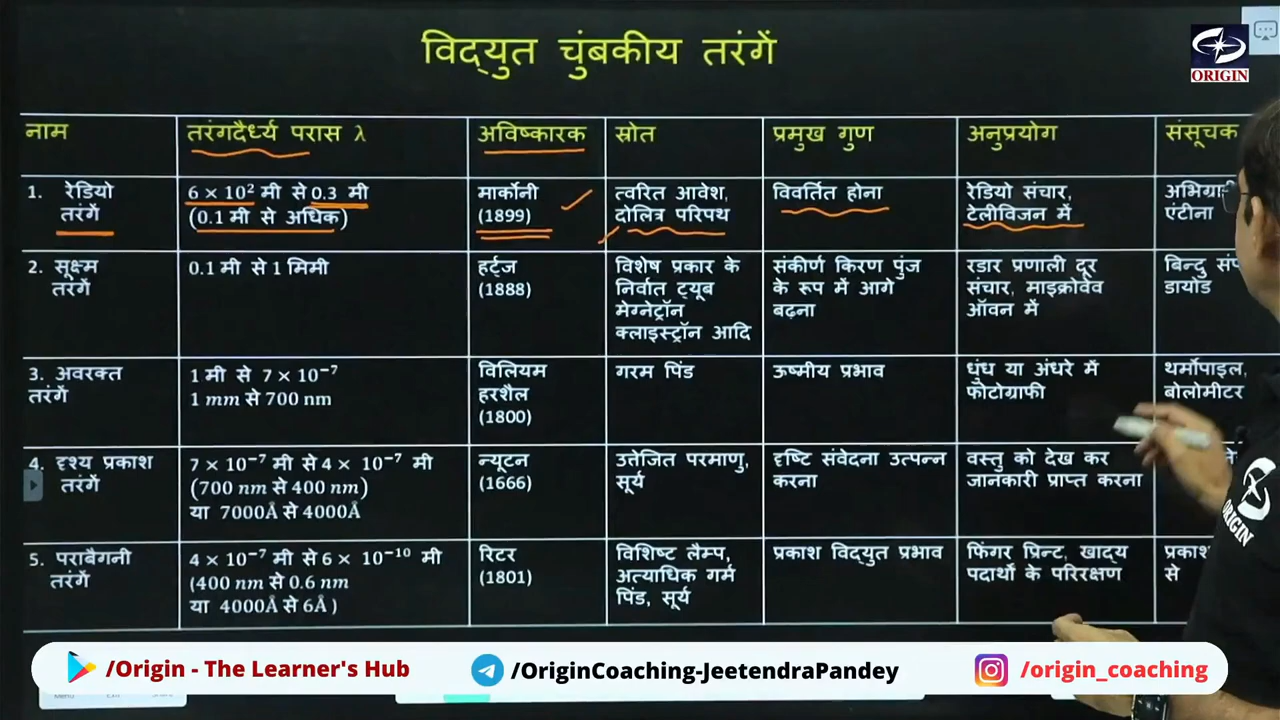 विद्युत चुंबकीय तरंगें
ORIGIN
नाम
तरंगदैर्ध्य परास λ
अविष्कारक
स्रोत
प्रमुख गुण
अनुप्रयोग
संसूचक
1. रेडियो
तरंगें
6 × 10² मी से 0.3 मी
(0.1 मी से अधिक)
मार्कोनी
(1899)
त्वरित आवेश,
दोलित्र परिपथ
विवर्तित होना
रेडियो संचार,
टेलीविजन में
एंटीना
2. सूक्ष्म
तरंगें
0.1 मी से 1 मिमी
हर्ट्ज
(1888)
विशेष प्रकार के
निर्वात ट्यूब
मेग्नेट्रॉन
क्लाइस्ट्रॉन आदि
संकीर्ण किरण पुंज
के रूप में आगे
बढ़ना
रडार प्रणाली दूर
संचार, माइक्रोवेव
ऑवन में
बिन्दु
डायोड
3. अवरक्त
तरंगें
1 मी से 7 × 10⁻⁷
1 mm से 700 nm
विलियम
हरशैल
(1800)
गरम पिंड
ऊष्मीय प्रभाव
धुंध या अंधरे में
फोटोग्राफी
थर्मोपाइल,
बोलोमीटर
4. दृश्य प्रकाश
तरंगें
7 × 10⁻⁷ मी से 4 × 10⁻⁷ मी
(700 nm से 400 nm)
या 7000Å से 4000Å
न्यूटन
(1666)
उत्तेजित परमाणु,
सूर्य
दृष्टि संवेदना उत्पन्न
करना
वस्तु को देख कर
जानकारी प्राप्त करना
ORIGIN
5. पराबैगनी
तरंगें
4 × 10⁻⁷ मी से 6 × 10⁻¹⁰ मी
(400 nm से 0.6 nm
या 4000Å से 6Å )
रिटर
(1801)
विशिष्ट लैम्प,
अत्याधिक गर्म
पिंड, सूर्य
प्रकाश विद्युत प्रभाव
फिंगर प्रिन्ट, खाद्य
पदार्थो के परिरक्षण
से
/Origin - The Learner's Hub
/OriginCoaching-JeetendraPandey
/origin_coaching